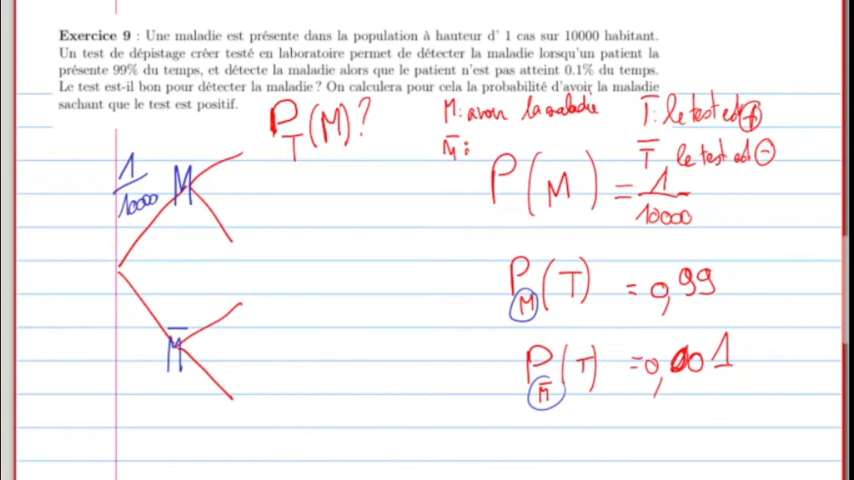 Exercice 9 : Une maladie est présente dans la population à hauteur d' 1 cas sur 10000 habitant.
Un test de dépistage créer testé en laboratoire permet de détecter la maladie lorsqu'un patient la
présente 99% du temps, et détecte la maladie alors que le patient n'est pas atteint 0.1% du temps.
Le test est-il bon pour détecter la maladie ? On calculera pour cela la probabilité d'avoir la maladie
sachant que le test est positif.
P_T(M)?
M: avoir la maladie
T: le test est ⊕
M̄:
T̄ le test est ⊖
1/10000 M
P(M) = 1/10000
P_M(T) = 0,99
M̄
P_M̄(T) = 0,001